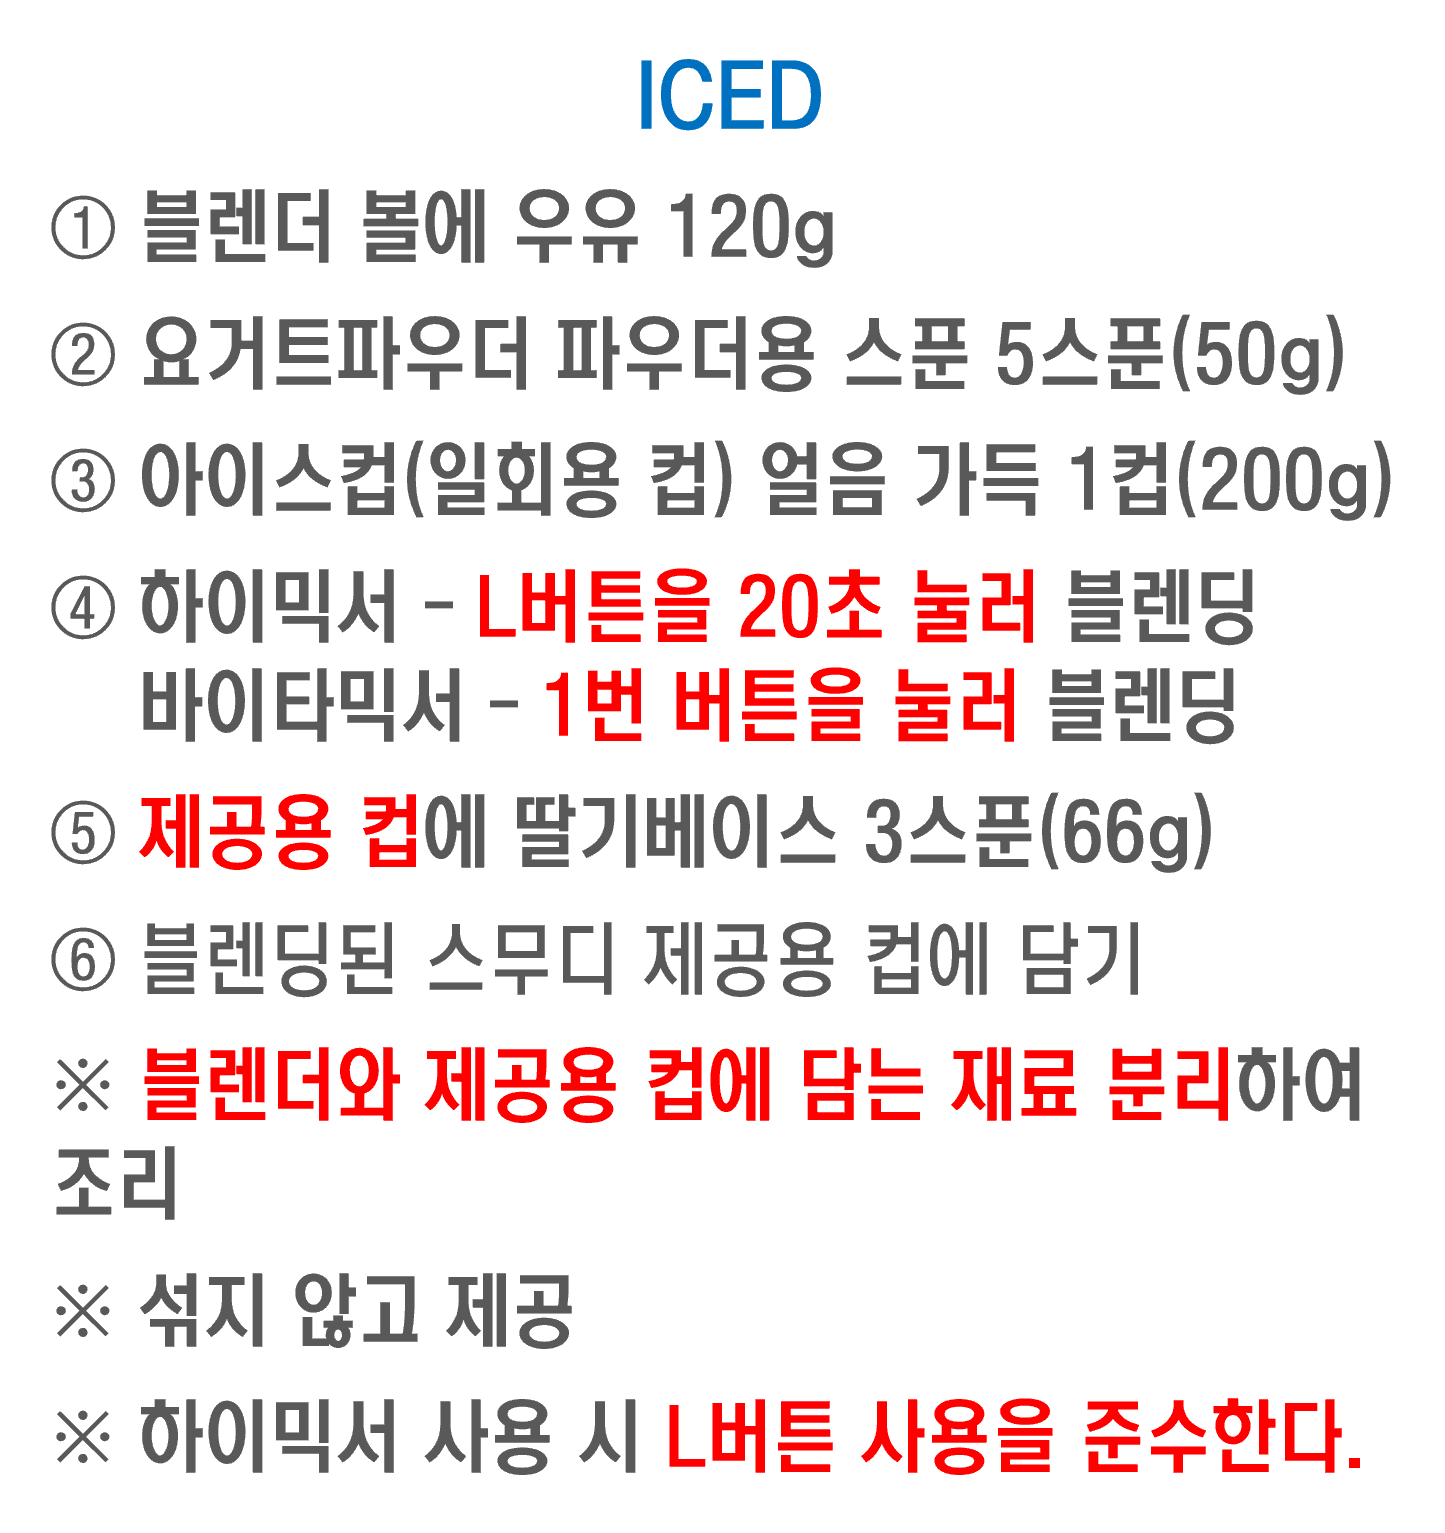 ICED
① 블렌더 볼에 우유 120g
② 요거트파우더 파우더용 스푼 5스푼(50g)
③ 아이스컵(일회용 컵) 얼음 가득 1컵(200g)
④ 하이믹서 - L버튼을 20초 눌러 블렌딩
바이타믹서 - 1번 버튼을 눌러 블렌딩
⑤ 제공용 컵에 딸기베이스 3스푼(66g)
⑥ 블렌딩된 스무디 제공용 컵에 담기
※ 블렌더와 제공용 컵에 담는 재료 분리하여
조리
※ 섞지 않고 제공
※ 하이믹서 사용 시 L버튼 사용을 준수한다.